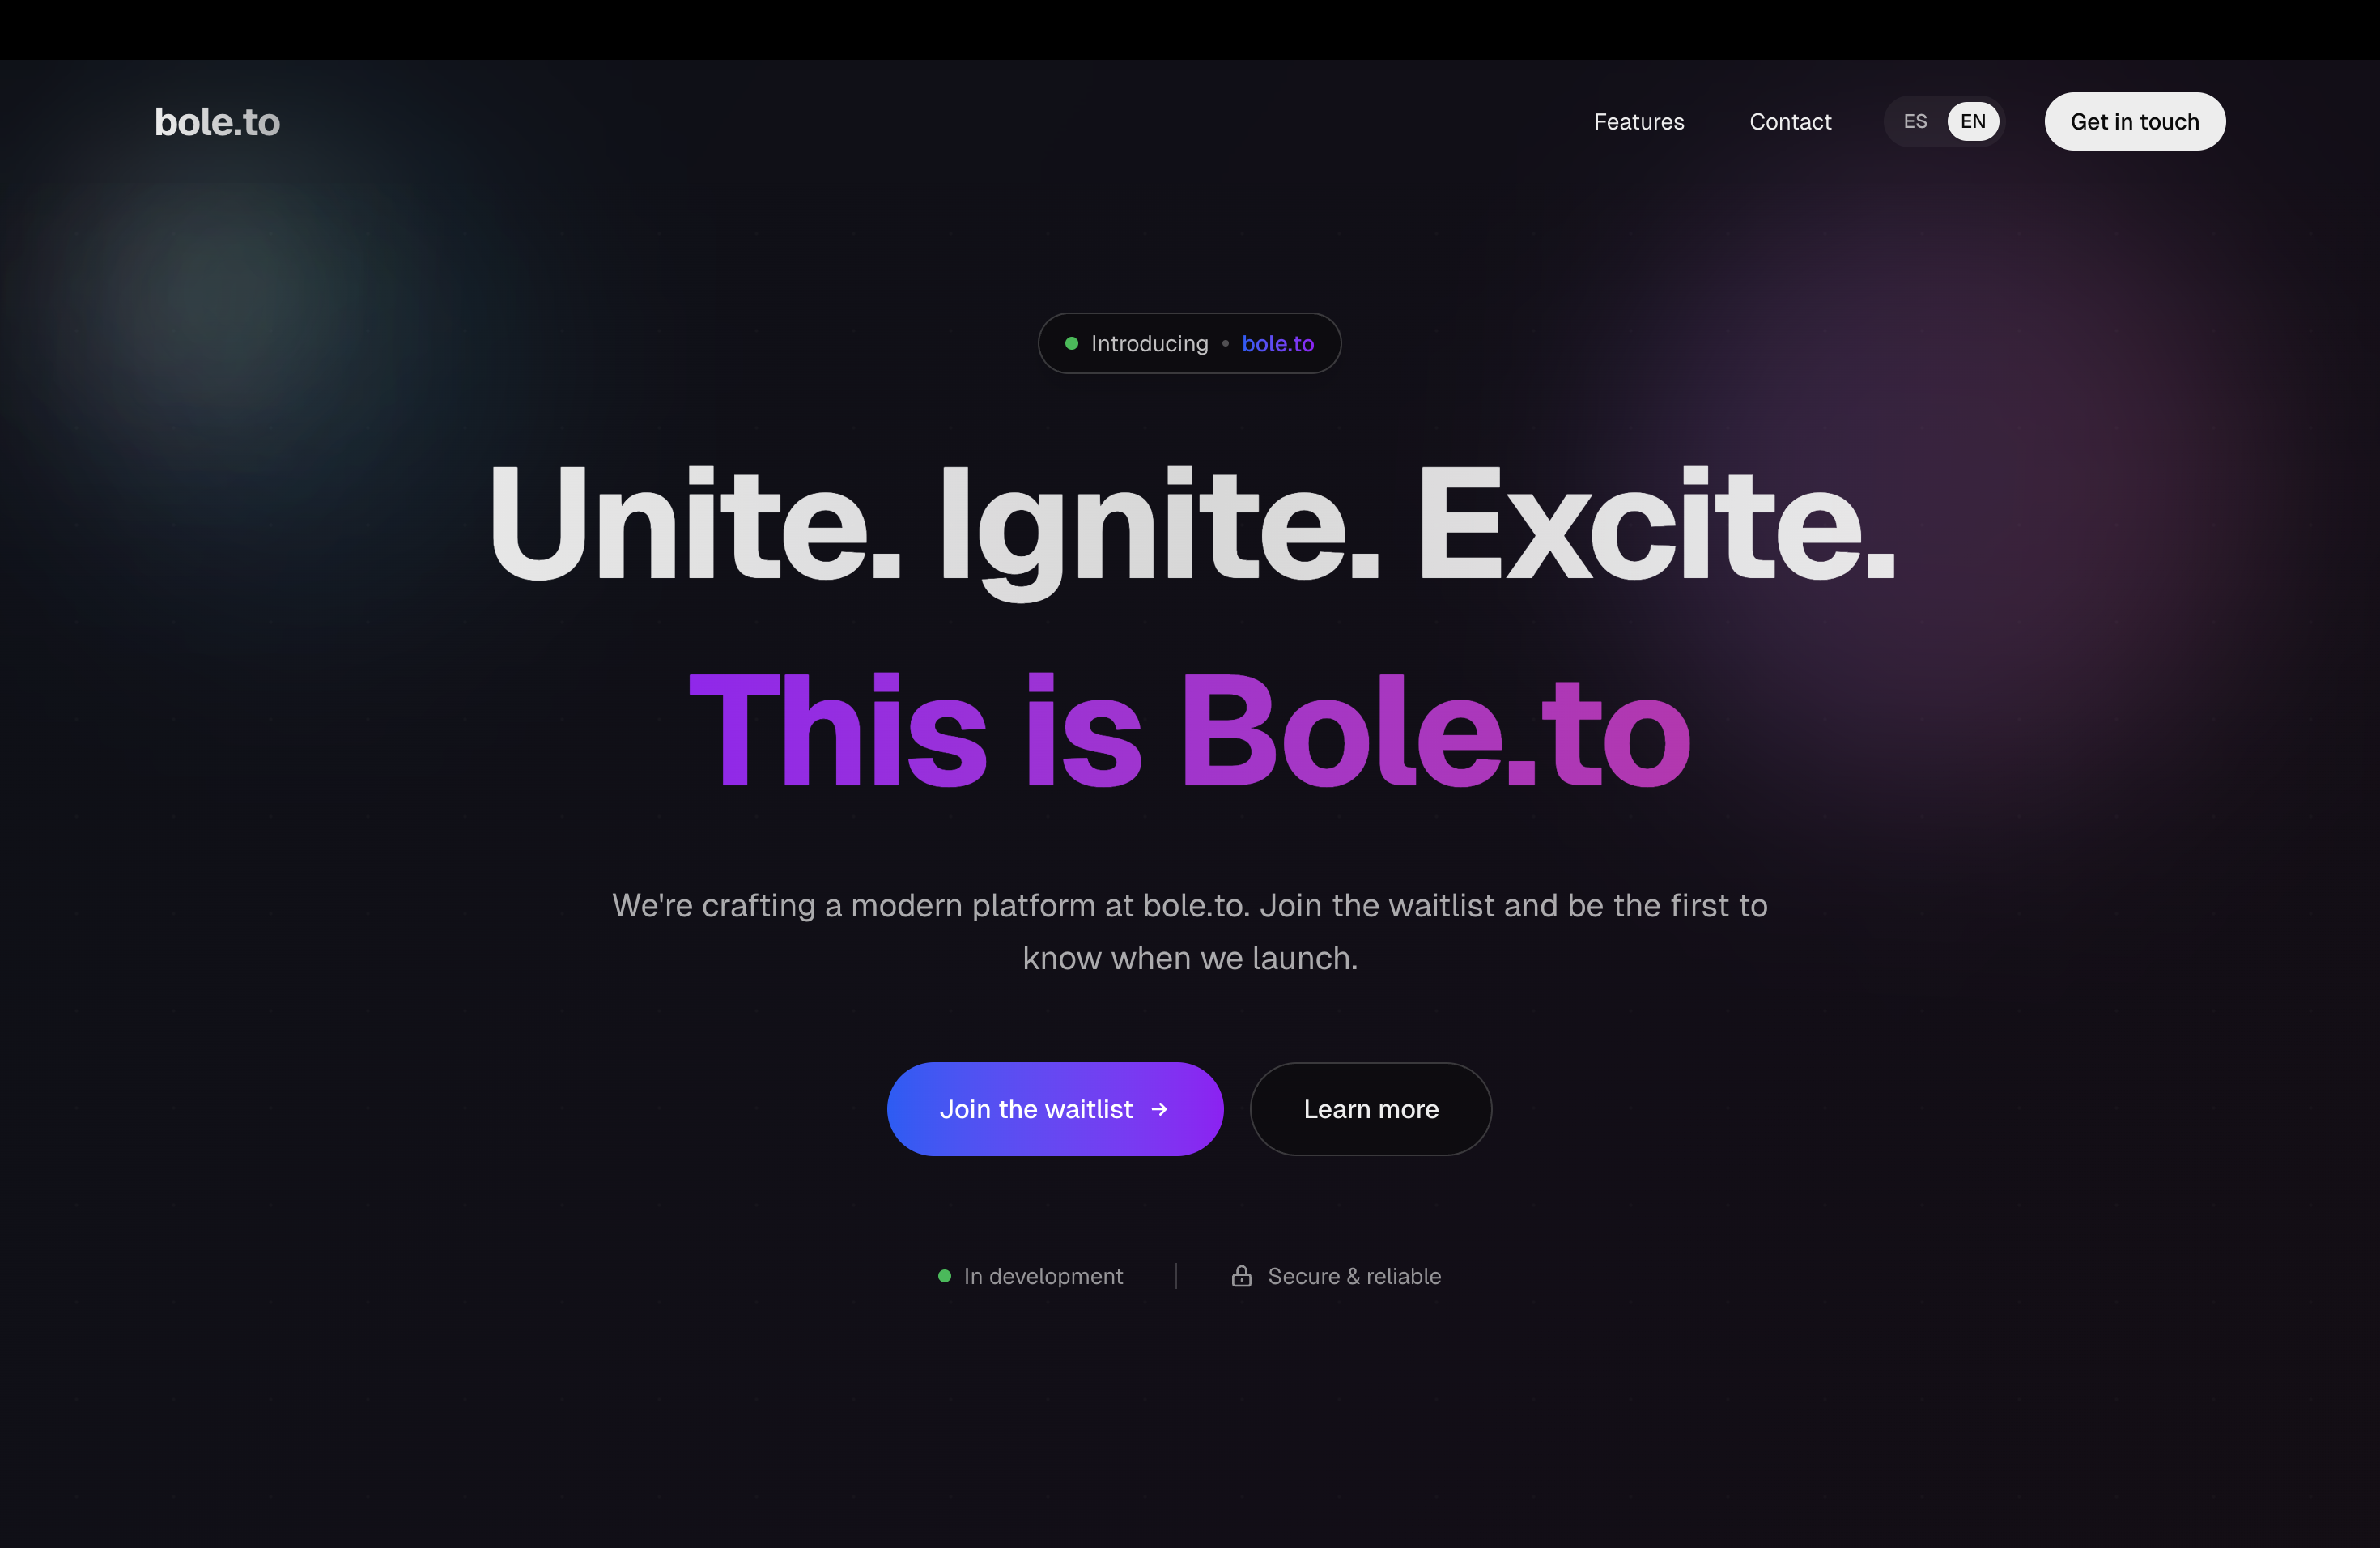 bole.to
Features
Contact
ES
EN
Get in touch
Introducing • bole.to
Unite. Ignite. Excite.
This is Bole.to
We're crafting a modern platform at bole.to. Join the waitlist and be the first to
know when we launch.
Join the waitlist →
Learn more
In development
Secure & reliable